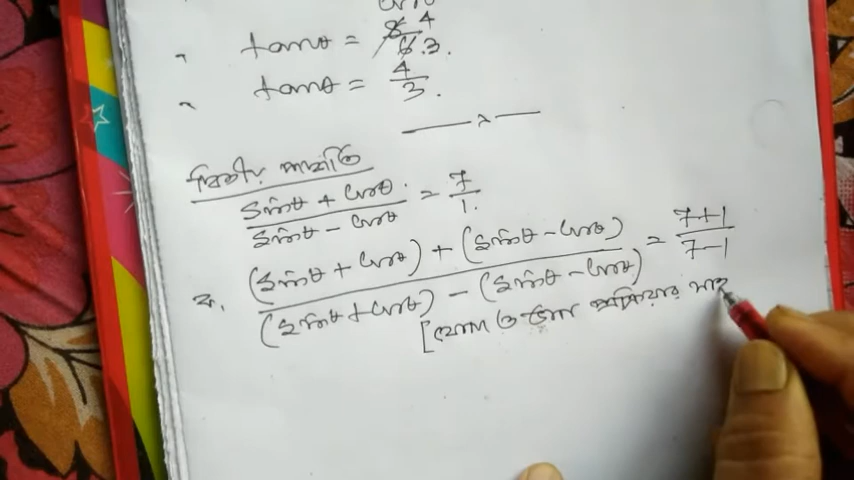 tanθ = 8 4 / 6 3.
" tanθ = 4/3.
বিকল্প পদ্ধতি
sinθ + cosθ / sinθ - cosθ = 7/1.
বা, (sinθ + cosθ) + (sinθ - cosθ) / (sinθ + cosθ) - (sinθ - cosθ) = 7+1 / 7-1
[যোগ ও ভাগ প্রক্রিয়ার